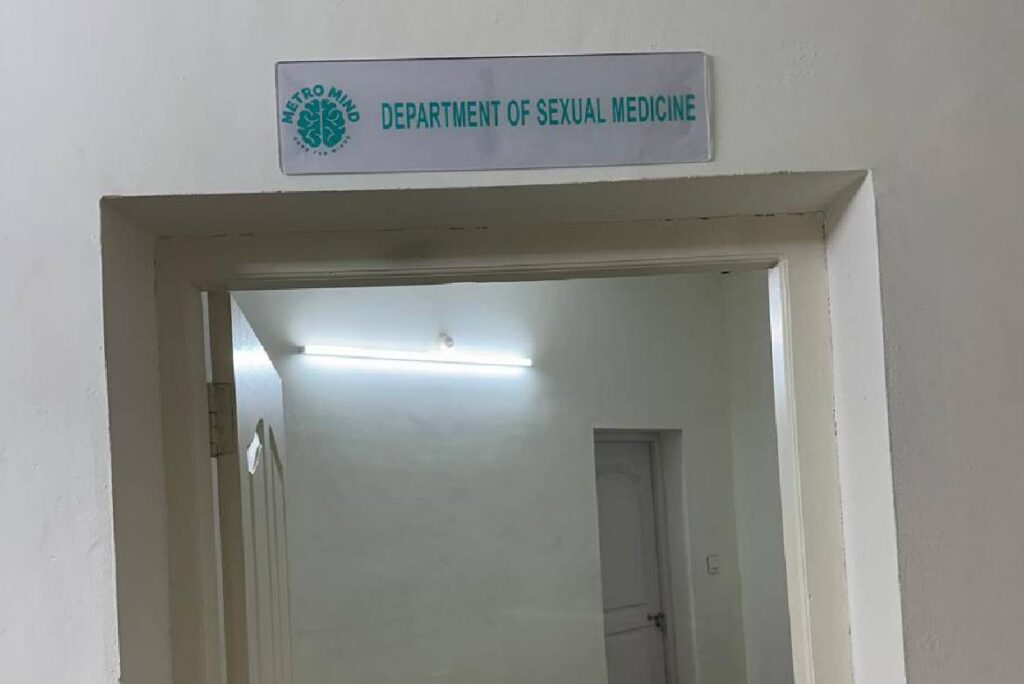 METRO MIND
DEPARTMENT OF SEXUAL MEDICINE